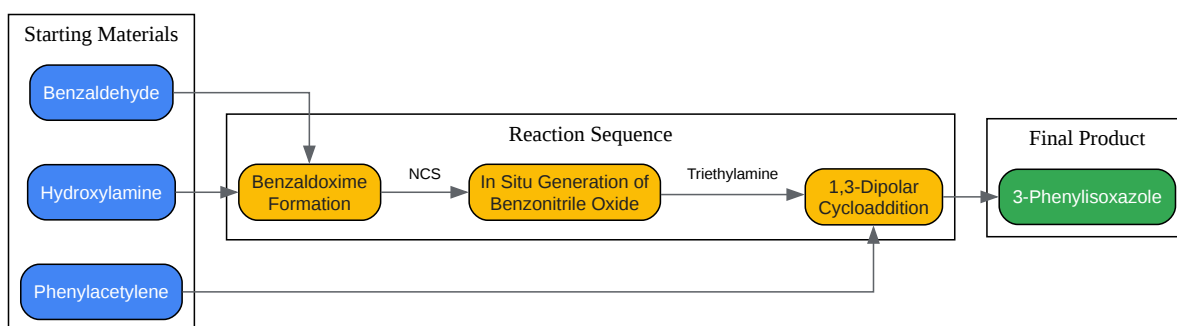 Starting Materials
Benzaldehyde
Hydroxylamine
Phenylacetylene
Reaction Sequence
Benzaldoxime
Formation
NCS
In Situ Generation of
Benzonitrile Oxide
Triethylamine
1,3-Dipolar
Cycloaddition
Final Product
3-Phenylisoxazole